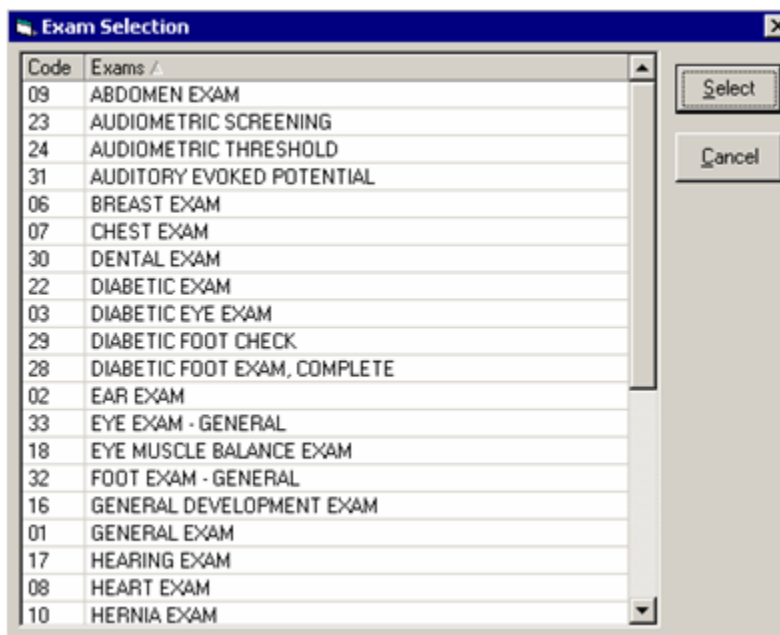 Exam Selection
Code Exams
09 ABDOMEN EXAM
23 AUDIOMETRIC SCREENING
24 AUDIOMETRIC THRESHOLD
31 AUDITORY EVOKED POTENTIAL
06 BREAST EXAM
07 CHEST EXAM
30 DENTAL EXAM
22 DIABETIC EXAM
03 DIABETIC EYE EXAM
29 DIABETIC FOOT CHECK
28 DIABETIC FOOT EXAM, COMPLETE
02 EAR EXAM
33 EYE EXAM - GENERAL
18 EYE MUSCLE BALANCE EXAM
32 FOOT EXAM - GENERAL
16 GENERAL DEVELOPMENT EXAM
01 GENERAL EXAM
17 HEARING EXAM
08 HEART EXAM
10 HERNIA EXAM
Select
Cancel